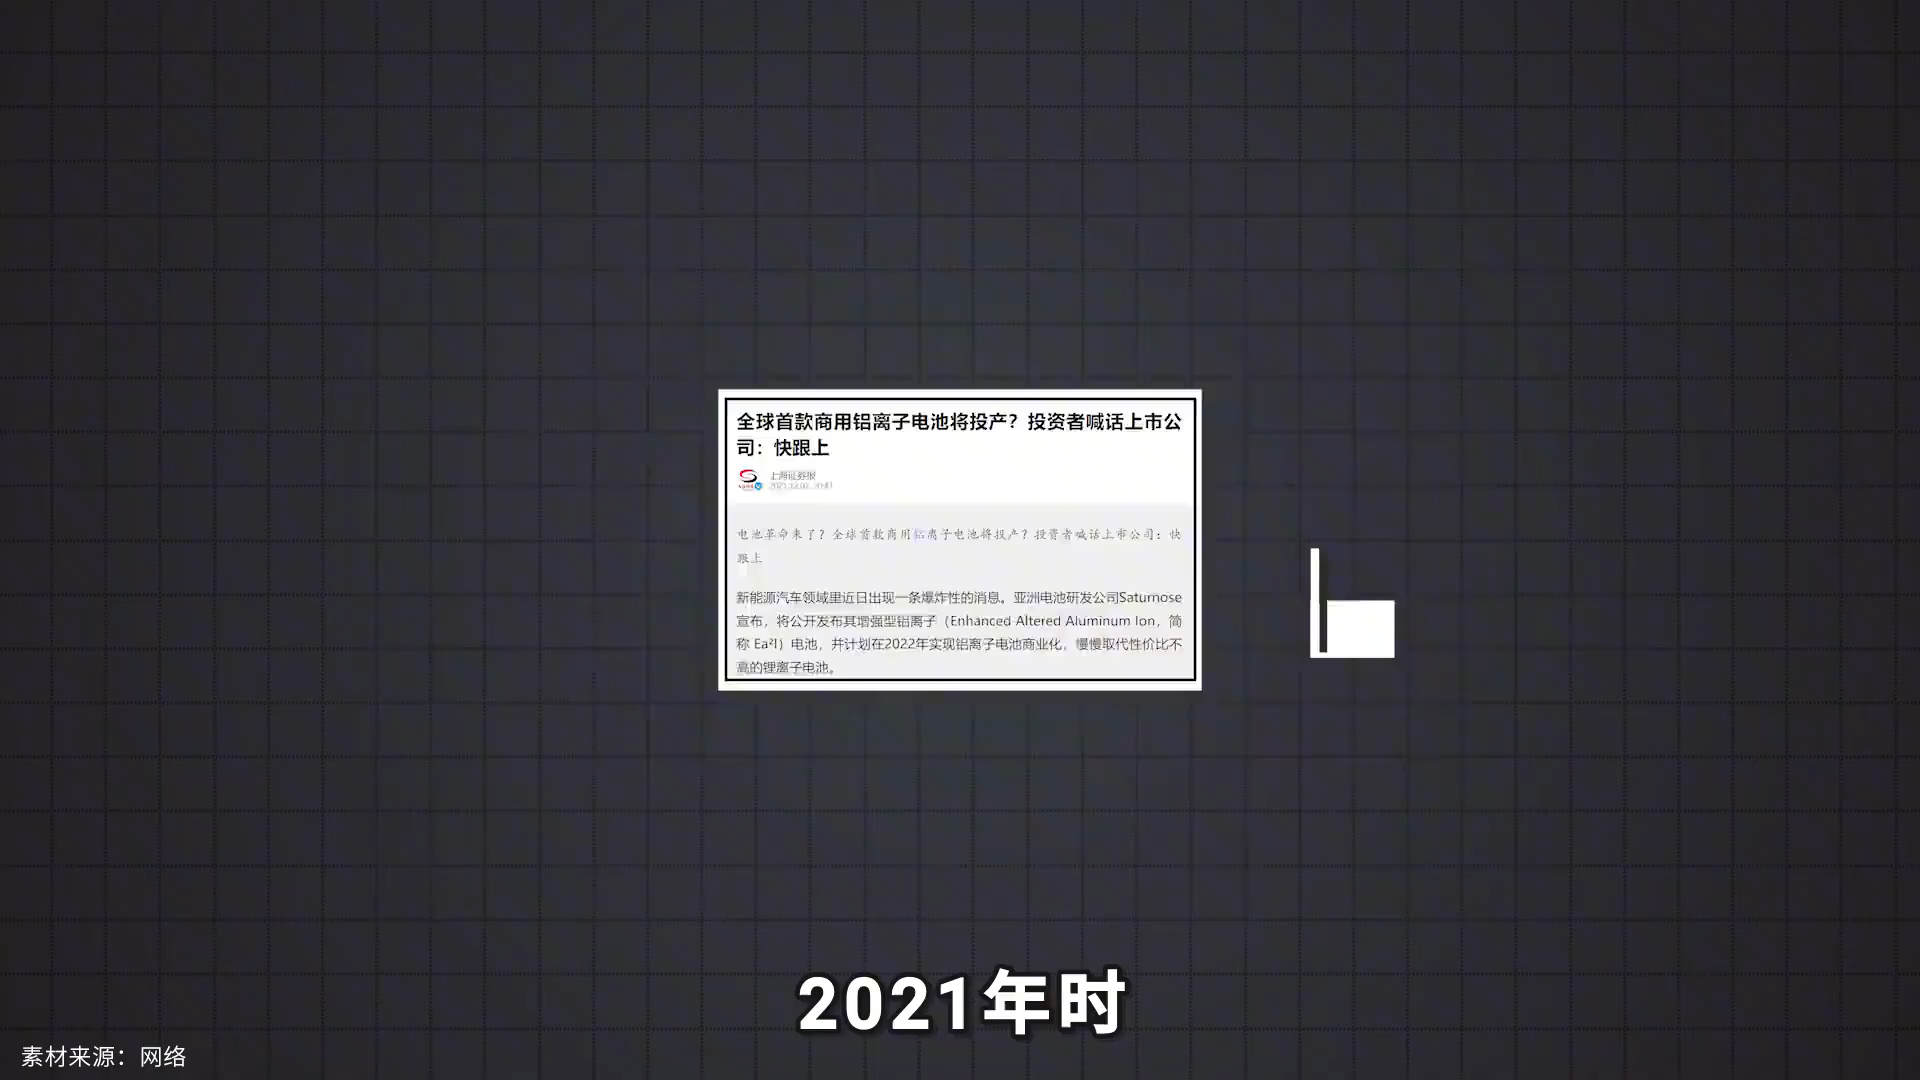 全球首款商用铝离子电池将投产？投资者喊话上市公
司：快跟上
上海证券报
电池革命来了？全球首款商用铝离子电池将投产？投资者喊话上市公司：快
跟上
新能源汽车领域里近日出现一条爆炸性的消息。亚洲电池研发公司Saturnose
宣布，将公开发布其增强型铝离子（Enhanced Altered Aluminum Ion，简
称 Ea²I）电池，并计划在2022年实现铝离子电池商业化，慢慢取代性价比不
高的锂离子电池。
2021年时
素材来源：网络